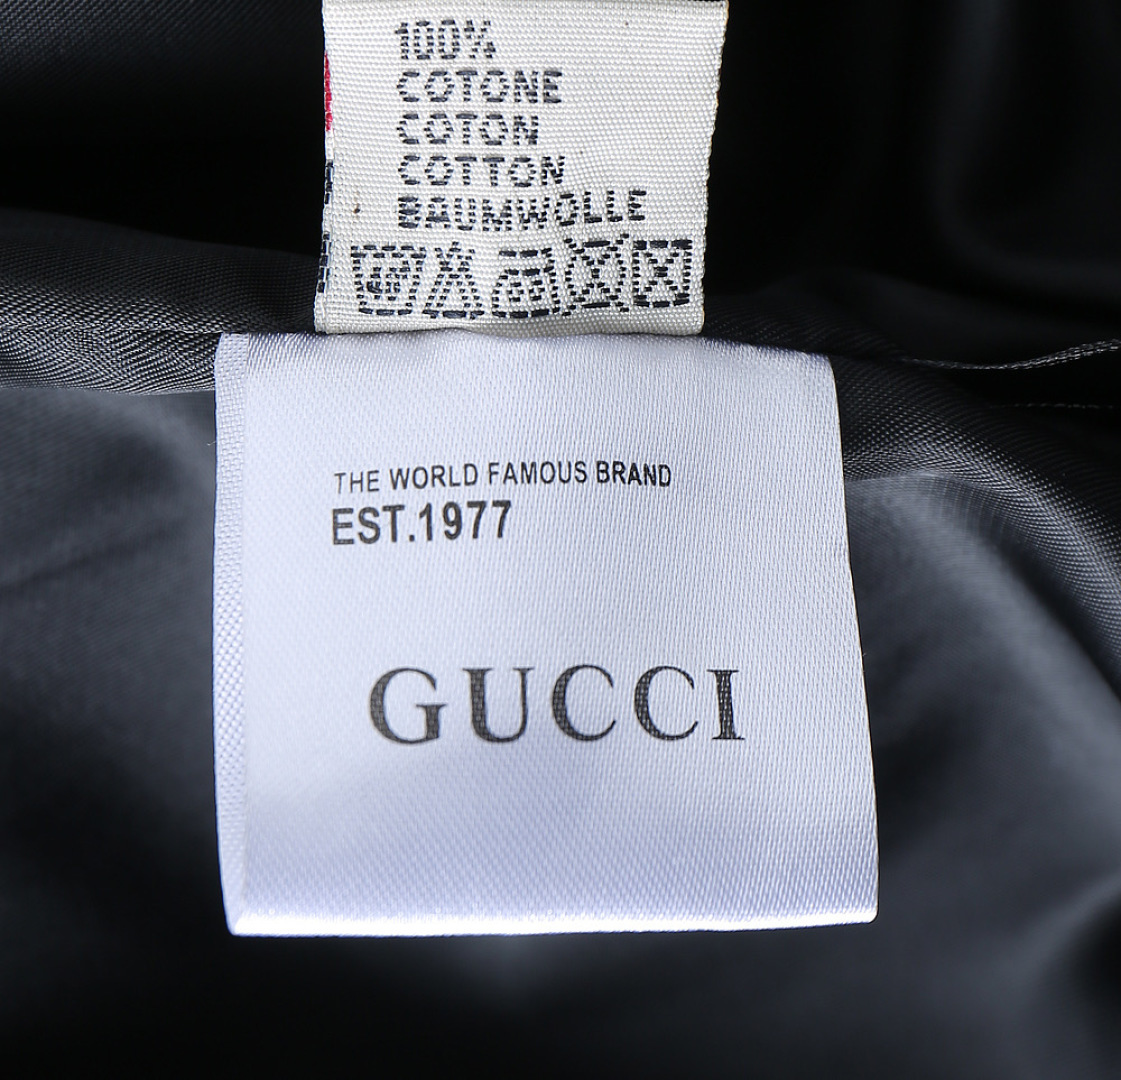 100%
COTONE
COTON
COTTON
BAUMWOLLE
THE WORLD FAMOUS BRAND
EST.1977
GUCCI